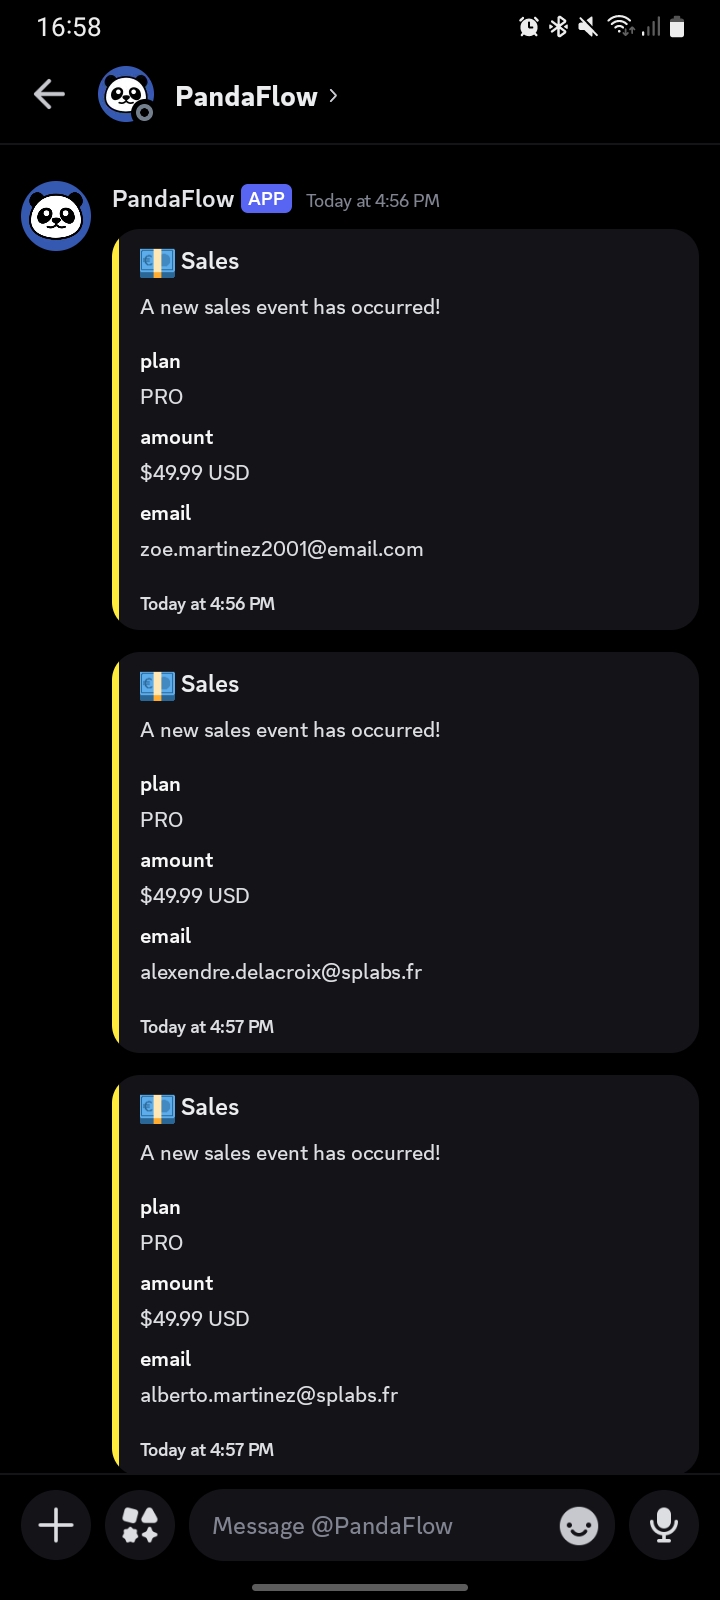 16:58
PandaFlow
PandaFlow APP Today at 4:56 PM
Sales
A new sales event has occurred!
plan
PRO
amount
$49.99 USD
email
zoe.martinez2001@email.com
Today at 4:56 PM
Sales
A new sales event has occurred!
plan
PRO
amount
$49.99 USD
email
alexendre.delacroix@splabs.fr
Today at 4:57 PM
Sales
A new sales event has occurred!
plan
PRO
amount
$49.99 USD
email
alberto.martinez@splabs.fr
Today at 4:57 PM
Message @PandaFlow